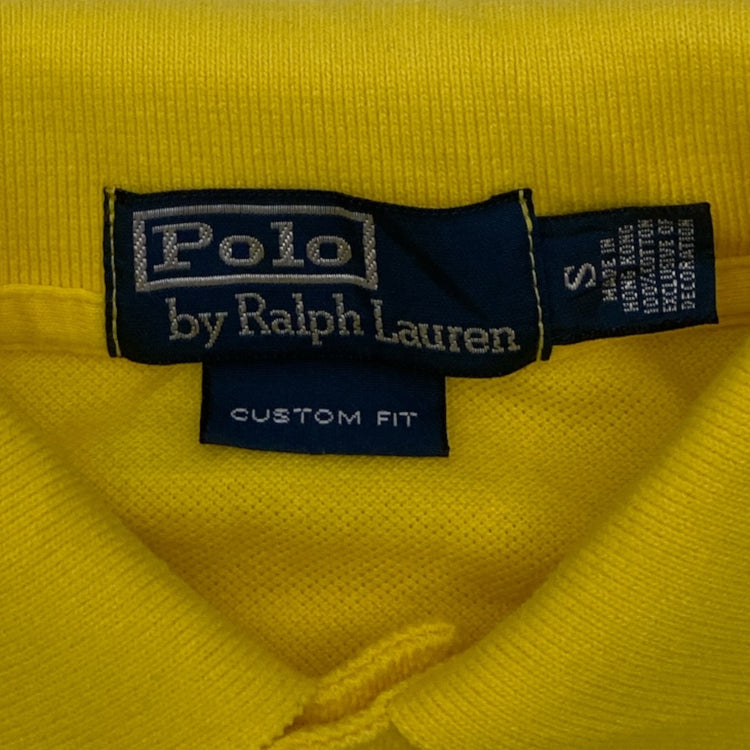 Polo
by Ralph Lauren
CUSTOM FIT
S
MADE IN
HONG KONG
100% COTTON
EXCLUSIVE OF
DECORATION